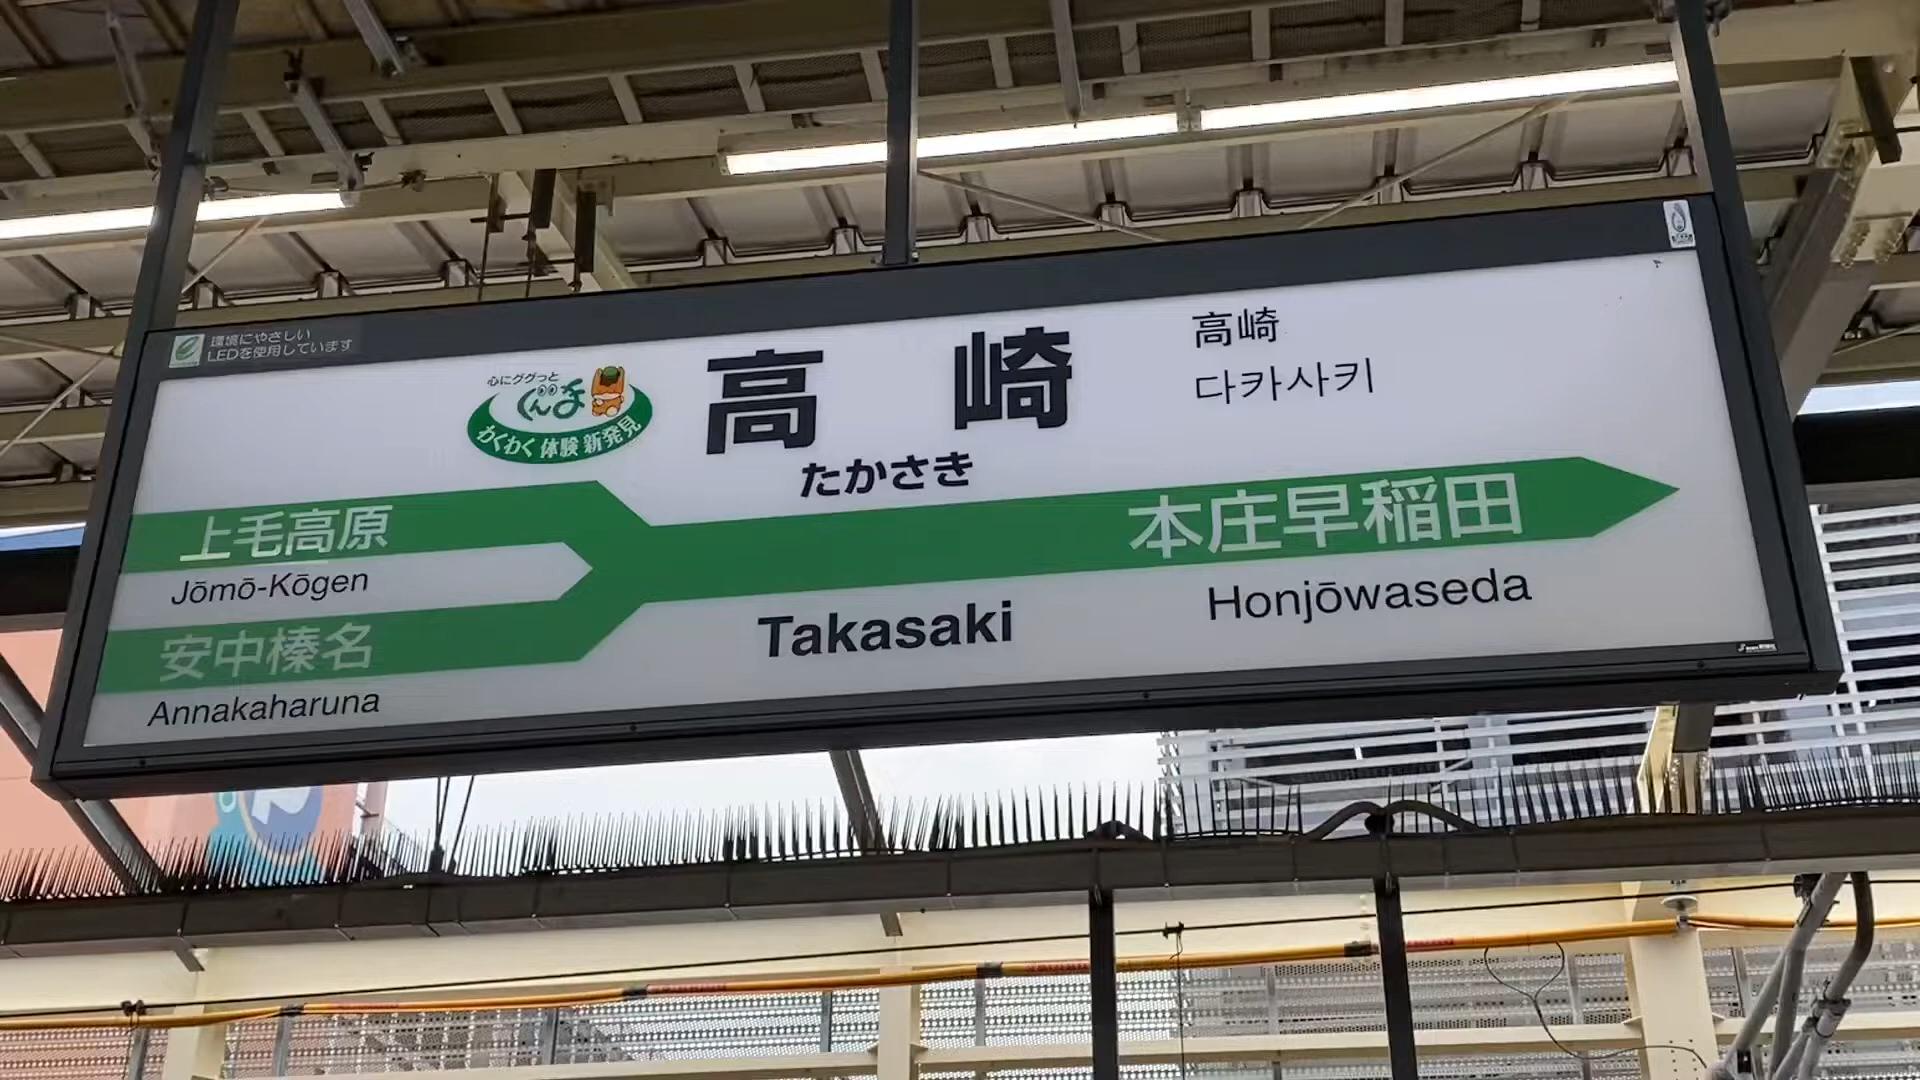 環境にやさしい
LEDを使用しています
心にググっと
ぐんま
わくわく 体験 新発見
高崎
たかさき
高崎
다카사키
上毛高原
Jōmō-Kōgen
安中榛名
Annakaharuna
Takasaki
本庄早稲田
Honjōwaseda